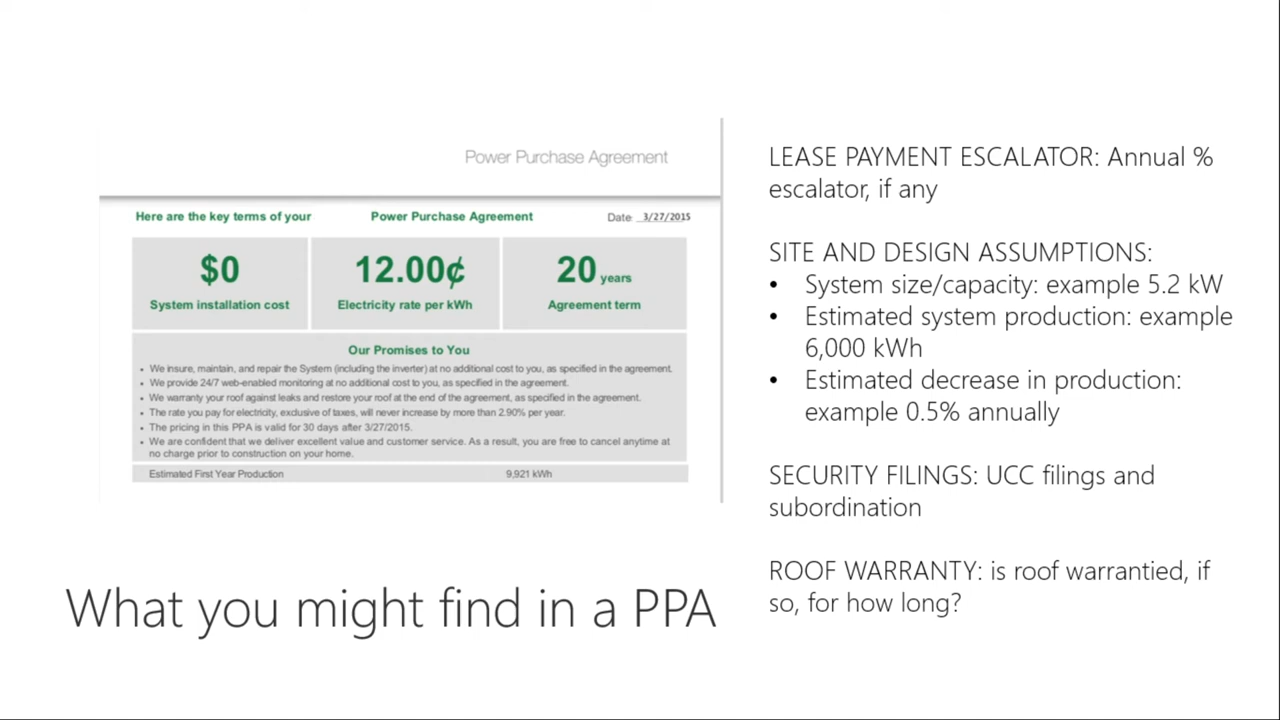 Power Purchase Agreement
Here are the key terms of your Power Purchase Agreement Date: 3/27/2015
$0 12.00¢ 20 years
System installation cost Electricity rate per kWh Agreement term
Our Promises to You
• We insure, maintain, and repair the System (including the inverter) at no additional cost to you, as specified in the agreement.
• We provide 24/7 web-enabled monitoring at no additional cost to you, as specified in the agreement.
• We warranty your roof against leaks and restore your roof at the end of the agreement, as specified in the agreement.
• The rate you pay for electricity, exclusive of taxes, will never increase by more than 2.90% per year.
• The pricing in this PPA is valid for 30 days after 3/27/2015.
• We are confident that we deliver excellent value and customer service. As a result, you are free to cancel anytime at
no charge prior to construction on your home.
Estimated First Year Production 9,921 kWh
What you might find in a PPA
LEASE PAYMENT ESCALATOR: Annual %
escalator, if any
SITE AND DESIGN ASSUMPTIONS:
• System size/capacity: example 5.2 kW
• Estimated system production: example
6,000 kWh
• Estimated decrease in production:
example 0.5% annually
SECURITY FILINGS: UCC filings and
subordination
ROOF WARRANTY: is roof warrantied, if
so, for how long?